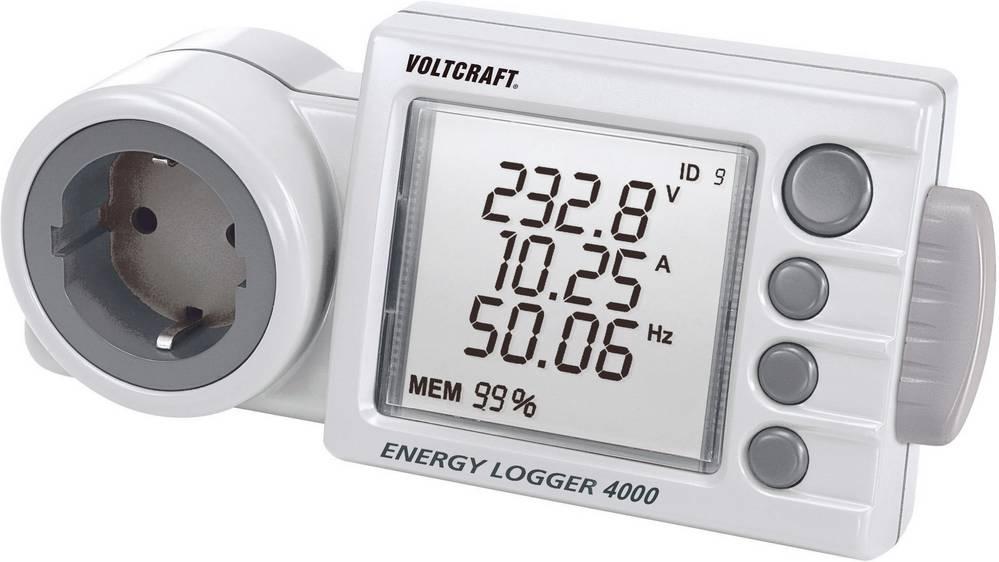 VOLTCRAFT®
ID 9
232.8 V
10.25 A
50.06 Hz
MEM 99%
ENERGY LOGGER 4000